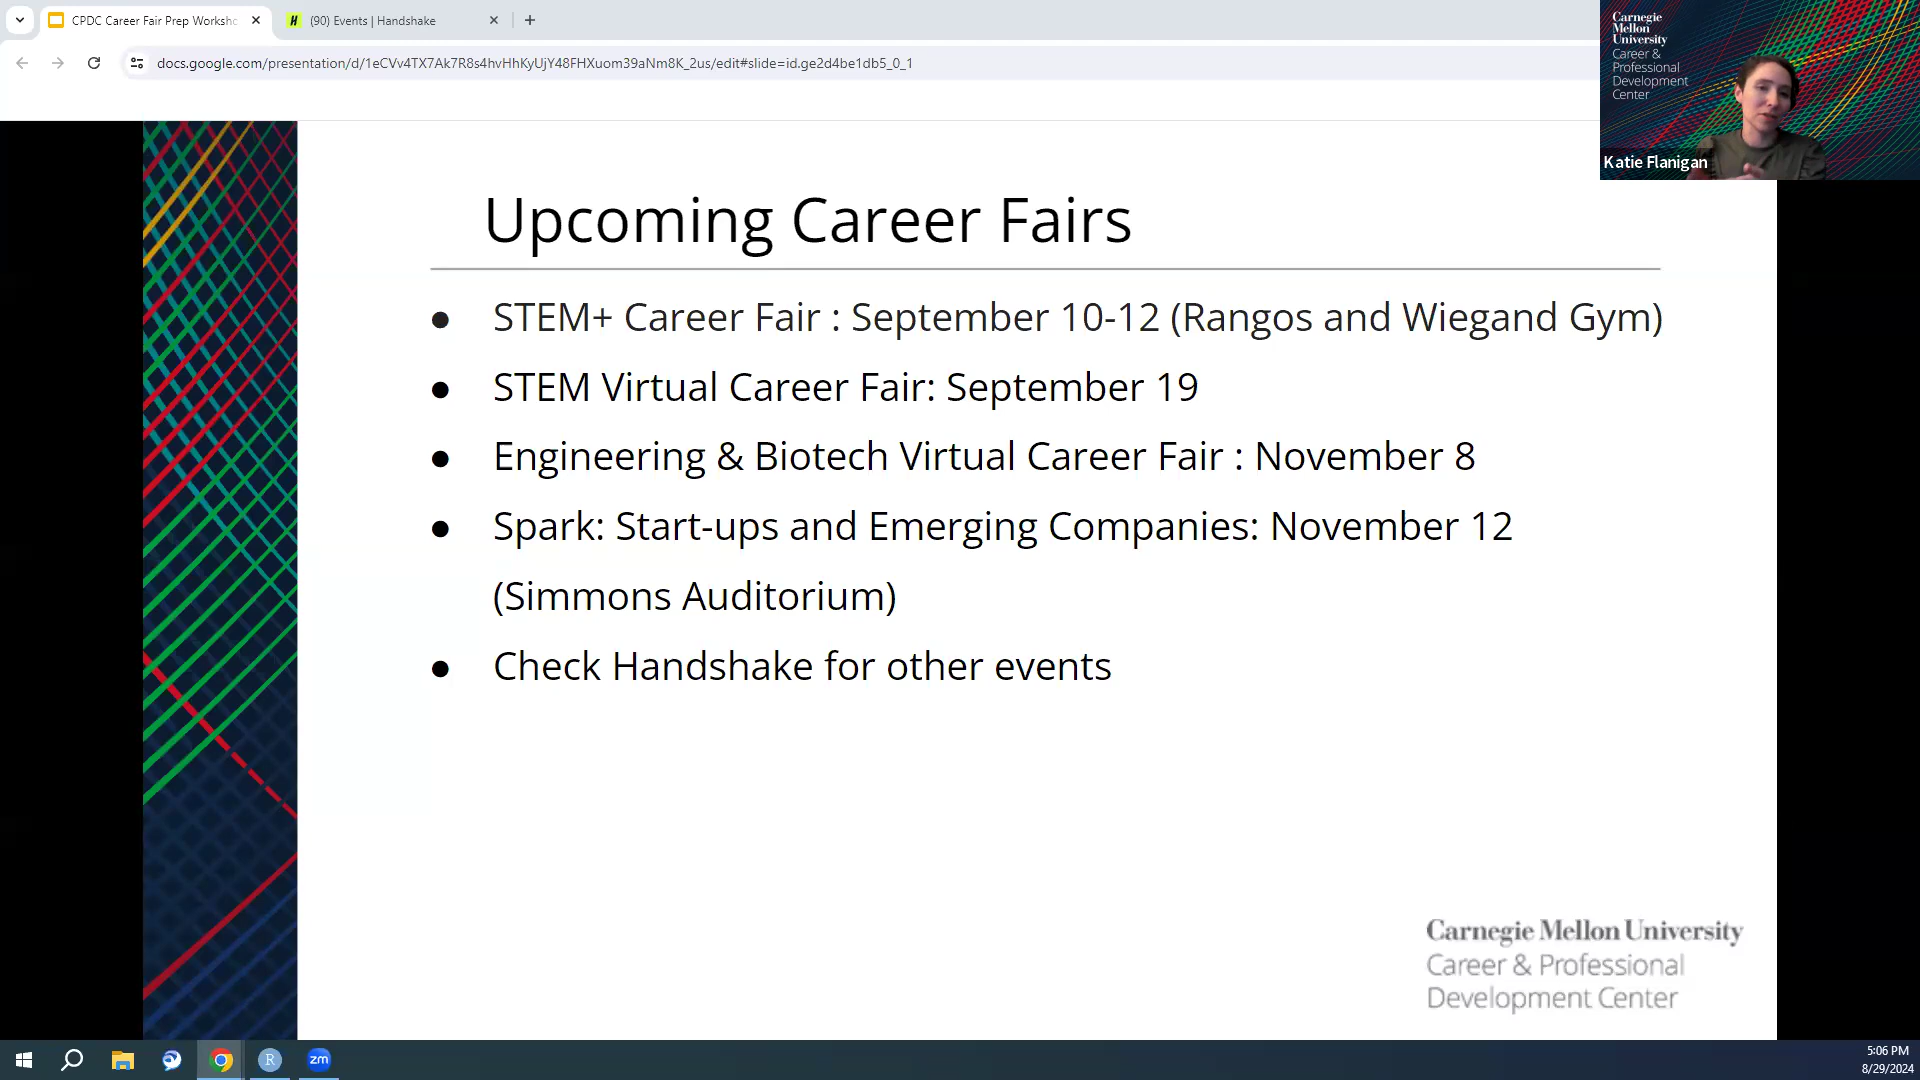 CPDC Career Fair Prep Worksho
(90) Events | Handshake
docs.google.com/presentation/d/1eCVv4TX7Ak7R8s4hvHhKyUjY48FHXuom39aNm8K_2us/edit#slide=id.ge2d4be1db5_0_1
Carnegie
Mellon
University
Career &
Professional
Development
Center
Katie Flanigan
Upcoming Career Fairs
● STEM+ Career Fair : September 10-12 (Rangos and Wiegand Gym)
● STEM Virtual Career Fair: September 19
● Engineering & Biotech Virtual Career Fair : November 8
● Spark: Start-ups and Emerging Companies: November 12
(Simmons Auditorium)
● Check Handshake for other events
Carnegie Mellon University
Career & Professional
Development Center
R
zm
5:06 PM
8/29/2024